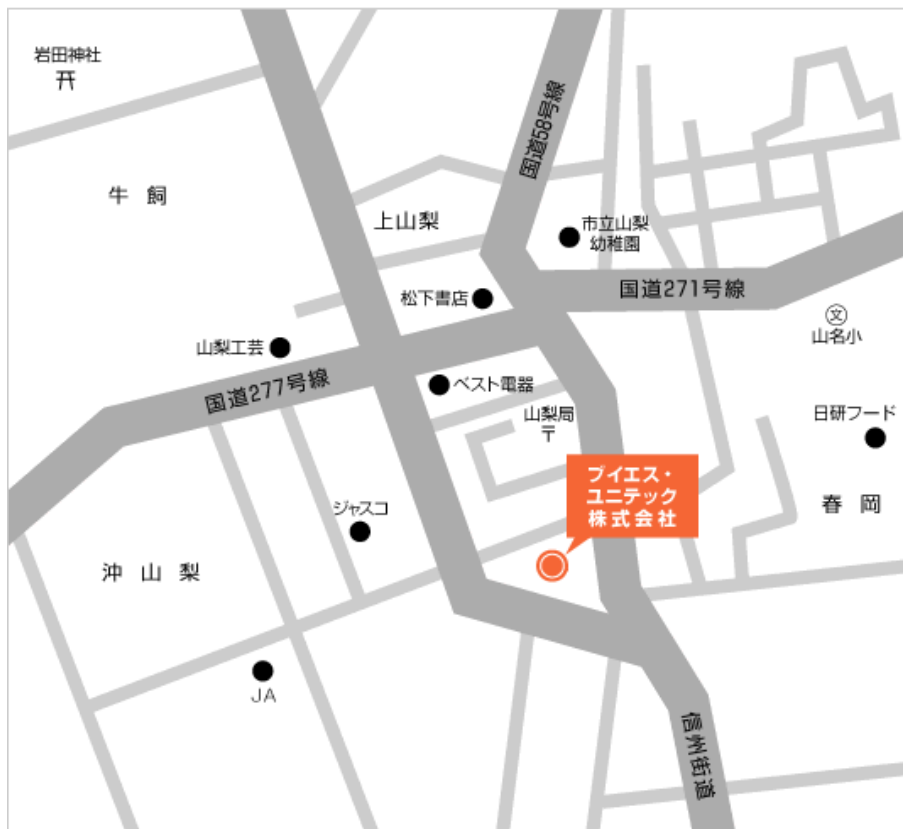 岩田神社
国道58号線
牛 飼
上山梨
市立山梨
幼稚園
国道271号線
松下書店
文
山名小
山梨工芸
国道277号線
ベスト電器
山梨局
〒
日研フード
ブイエス・
ユニテック
株式会社
ジャスコ
春 岡
沖 山 梨
JA
信州街道